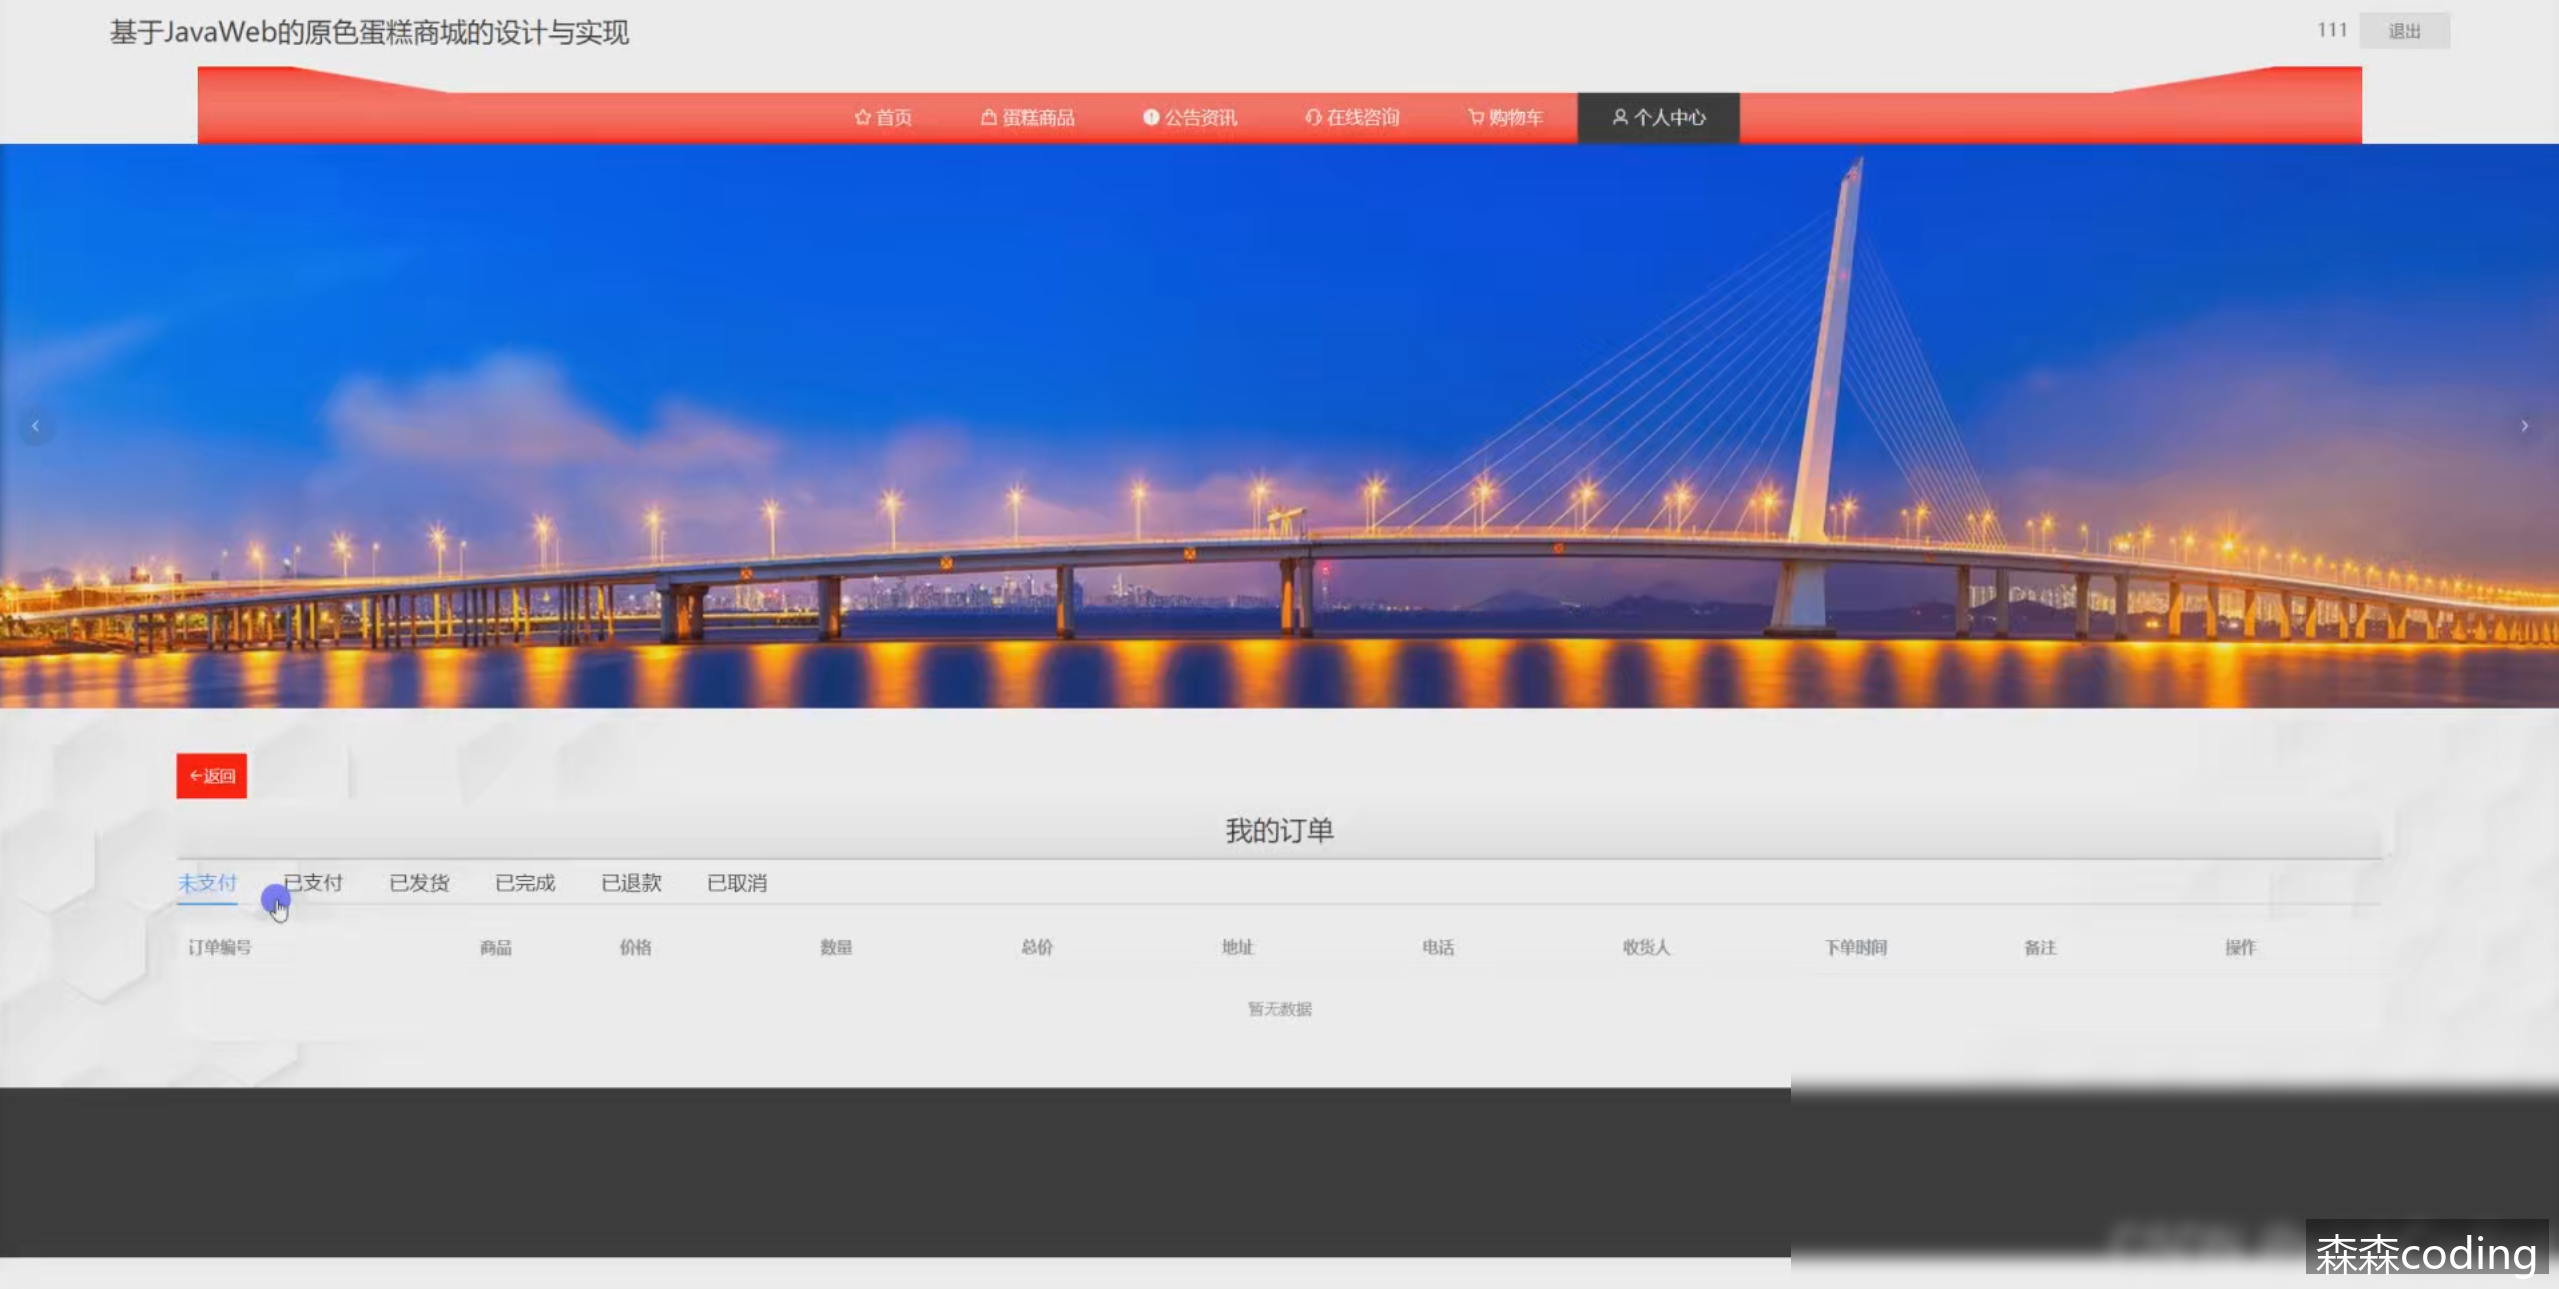 基于JavaWeb的原色蛋糕商城的设计与实现
111 退出
首页 蛋糕商品 公告资讯 在线咨询 购物车 个人中心
←返回
我的订单
未支付 已支付 已发货 已完成 已退款 已取消
订单编号 商品 价格 数量 总价 地址 电话 收货人 下单时间 备注 操作
暂无数据
森森coding